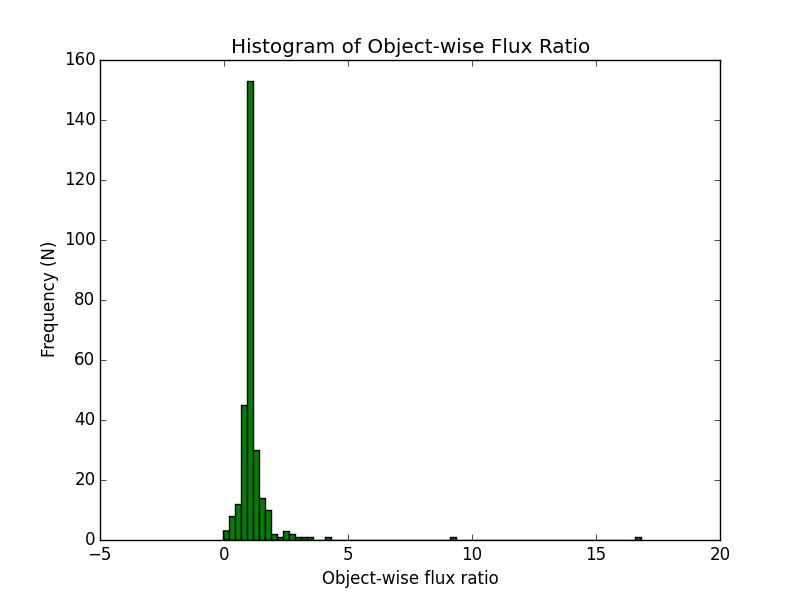 Histogram of Object-wise Flux Ratio
160
140
120
100
80
60
40
20
0
Frequency (N)
−5 0 5 10 15 20
Object-wise flux ratio